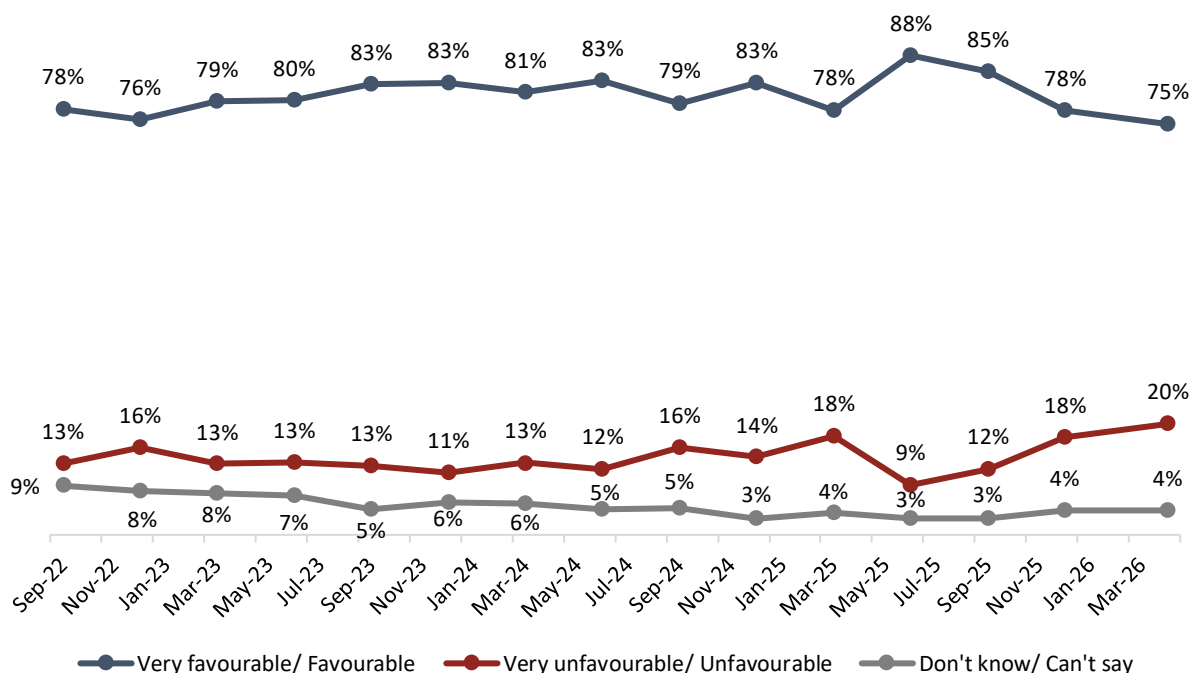 78% 76% 79% 80% 83% 83% 81% 83% 79% 83% 78% 88% 85% 78% 75%
13% 16% 13% 13% 13% 11% 13% 12% 16% 14% 18% 9% 12% 18% 20%
9% 8% 8% 7% 5% 6% 6% 5% 5% 3% 4% 3% 3% 4% 4%
Sep-22 Nov-22 Jan-23 Mar-23 May-23 Jul-23 Sep-23 Nov-23 Jan-24 Mar-24 May-24 Jul-24 Sep-24 Nov-24 Jan-25 Mar-25 May-25 Jul-25 Sep-25 Nov-25 Jan-26 Mar-26
Very favourable/ Favourable Very unfavourable/ Unfavourable Don't know/ Can't say